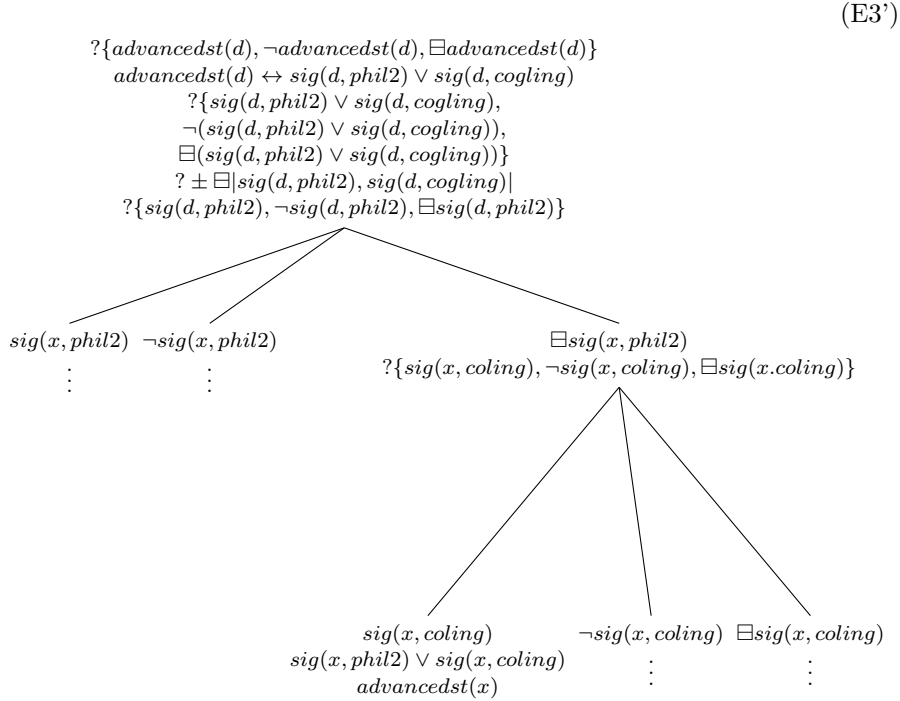 (E3’)
?{advancedst(d), ¬advancedst(d), ⊟advancedst(d)}
advancedst(d) ↔ sig(d, phil2) ∨ sig(d, cogling)
?{sig(d, phil2) ∨ sig(d, cogling),
¬(sig(d, phil2) ∨ sig(d, cogling)),
⊟(sig(d, phil2) ∨ sig(d, cogling))}
? ± ⊟|sig(d, phil2), sig(d, cogling)|
?{sig(d, phil2), ¬sig(d, phil2), ⊟sig(d, phil2)}
sig(x, phil2) ¬sig(x, phil2) ⊟sig(x, phil2)
⋮ ⋮ ?{sig(x, coling), ¬sig(x, coling), ⊟sig(x.coling)}
sig(x, coling) ¬sig(x, coling) ⊟sig(x, coling)
sig(x, phil2) ∨ sig(x, coling) ⋮ ⋮
advancedst(x)